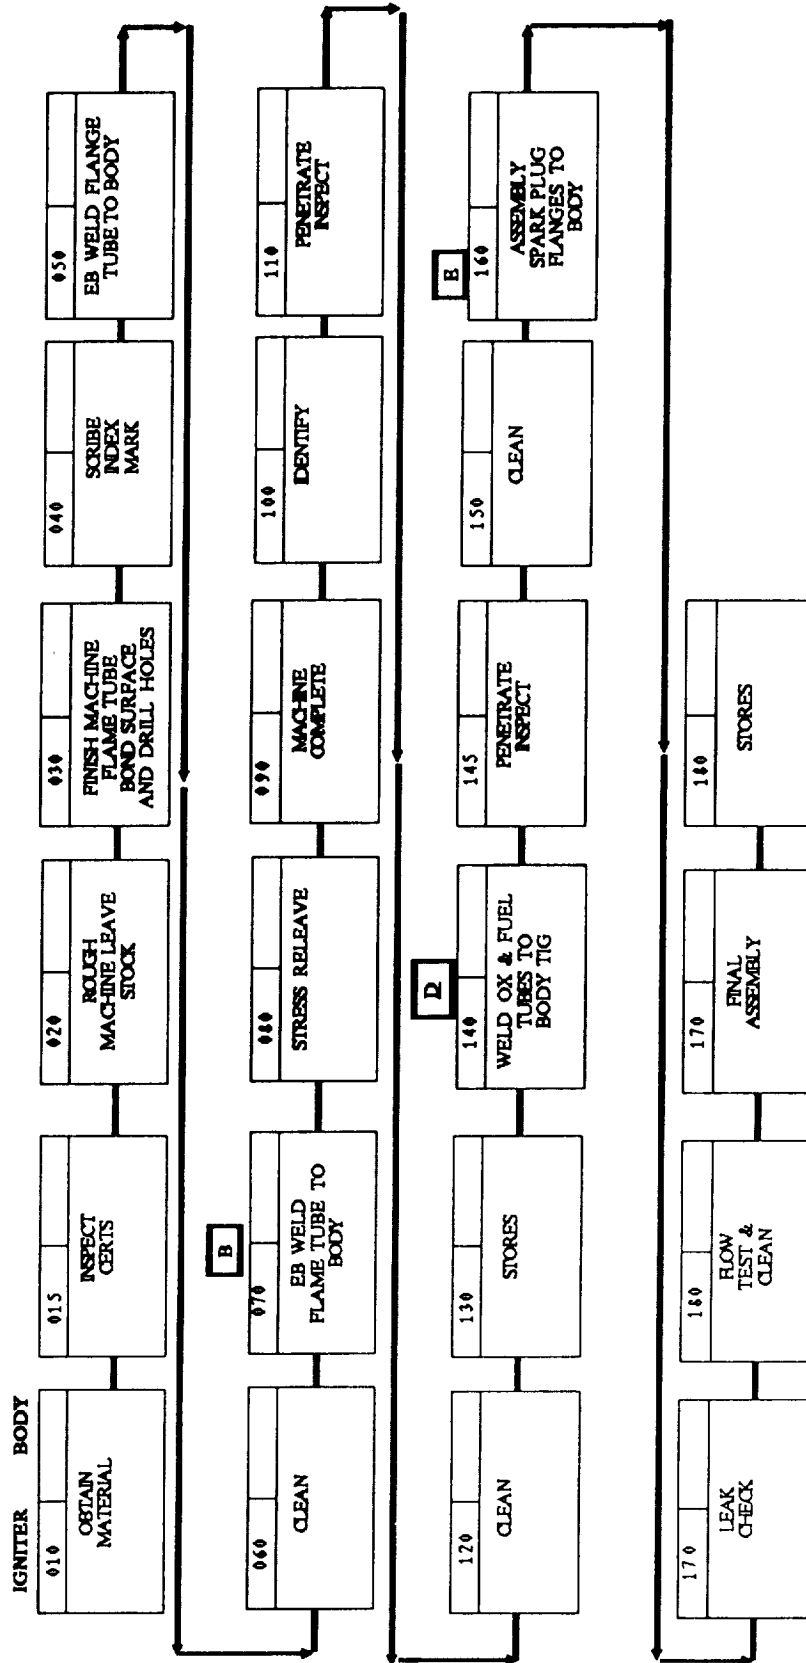 IGNITER BODY
010
OBTAIN
MATERIAL
015
INSPECT
CERTS
020
ROUGH
MACHINE LEAVE
STOCK
030
FINISH MACHINE
FLAME TUBE
BOND SURFACE
AND DRILL HOLES
040
SCRIBE
INDEX
MARK
050
EB WELD FLANGE
TUBE TO BODY
060
CLEAN
B
070
EB WELD
FLAME TUBE TO
BODY
080
STRESS RELEAVE
090
MACHINE
COMPLETE
100
IDENTIFY
110
PENETRATE
INSPECT
120
CLEAN
130
STORES
D
140
WELD OX & FUEL
TUBES TO
BODY TIG
145
PENETRATE
INSPECT
150
CLEAN
E
160
ASSEMBLY
SPARK PLUG
FLANGES TO
BODY
170
LEAK
CHECK
180
FLOW
TEST &
CLEAN
170
FINAL
ASSEMBLY
180
STORES